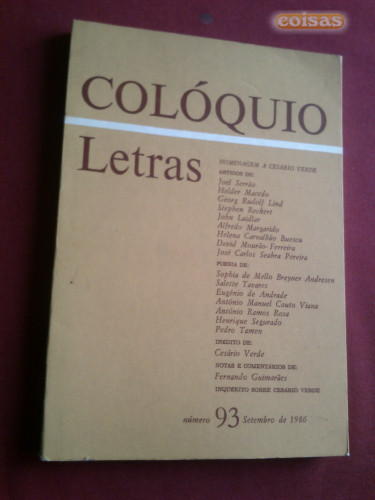 coisas
COLÓQUIO
Letras
HOMENAGEM A CESÁRIO VERDE
ARTIGOS DE:
Joel Serrão
Helder Macedo
Georg Rudolf Lind
Stephen Reckert
John Laidlar
Alfredo Margarido
Helena Carvalhão Buescu
David Mourão-Ferreira
José Carlos Seabra Pereira
POESIA DE:
Sophia de Mello Breyner Andresen
Salette Tavares
Eugénio de Andrade
António Manuel Couto Viana
António Ramos Rosa
Henrique Segurado
Pedro Tamen
INÉDITO DE:
Cesário Verde
NOTAS E COMENTÁRIOS DE:
Fernando Guimarães
INQUÉRITO SOBRE CESÁRIO VERDE
número 93 Setembro de 1986